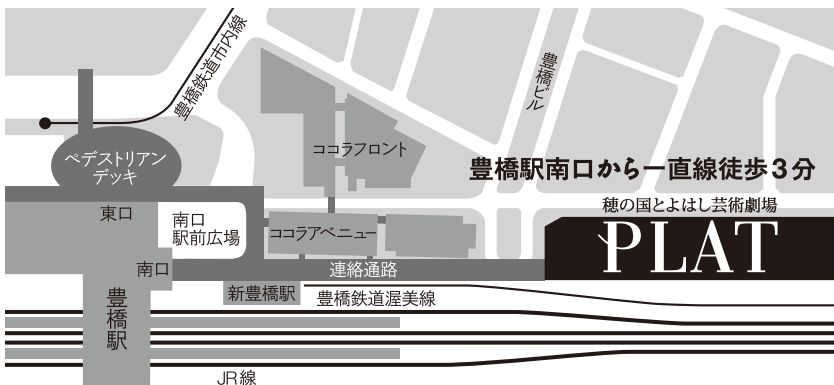 豊橋鉄道市内線
豊橋ビル
ペデストリアン
デッキ
ココラフロント
豊橋駅南口から一直線徒歩3分
穂の国とよはし芸術劇場
PLAT
東口
南口
駅前広場
ココラアベニュー
南口
連絡通路
新豊橋駅
豊橋鉄道渥美線
豊橋駅
JR線